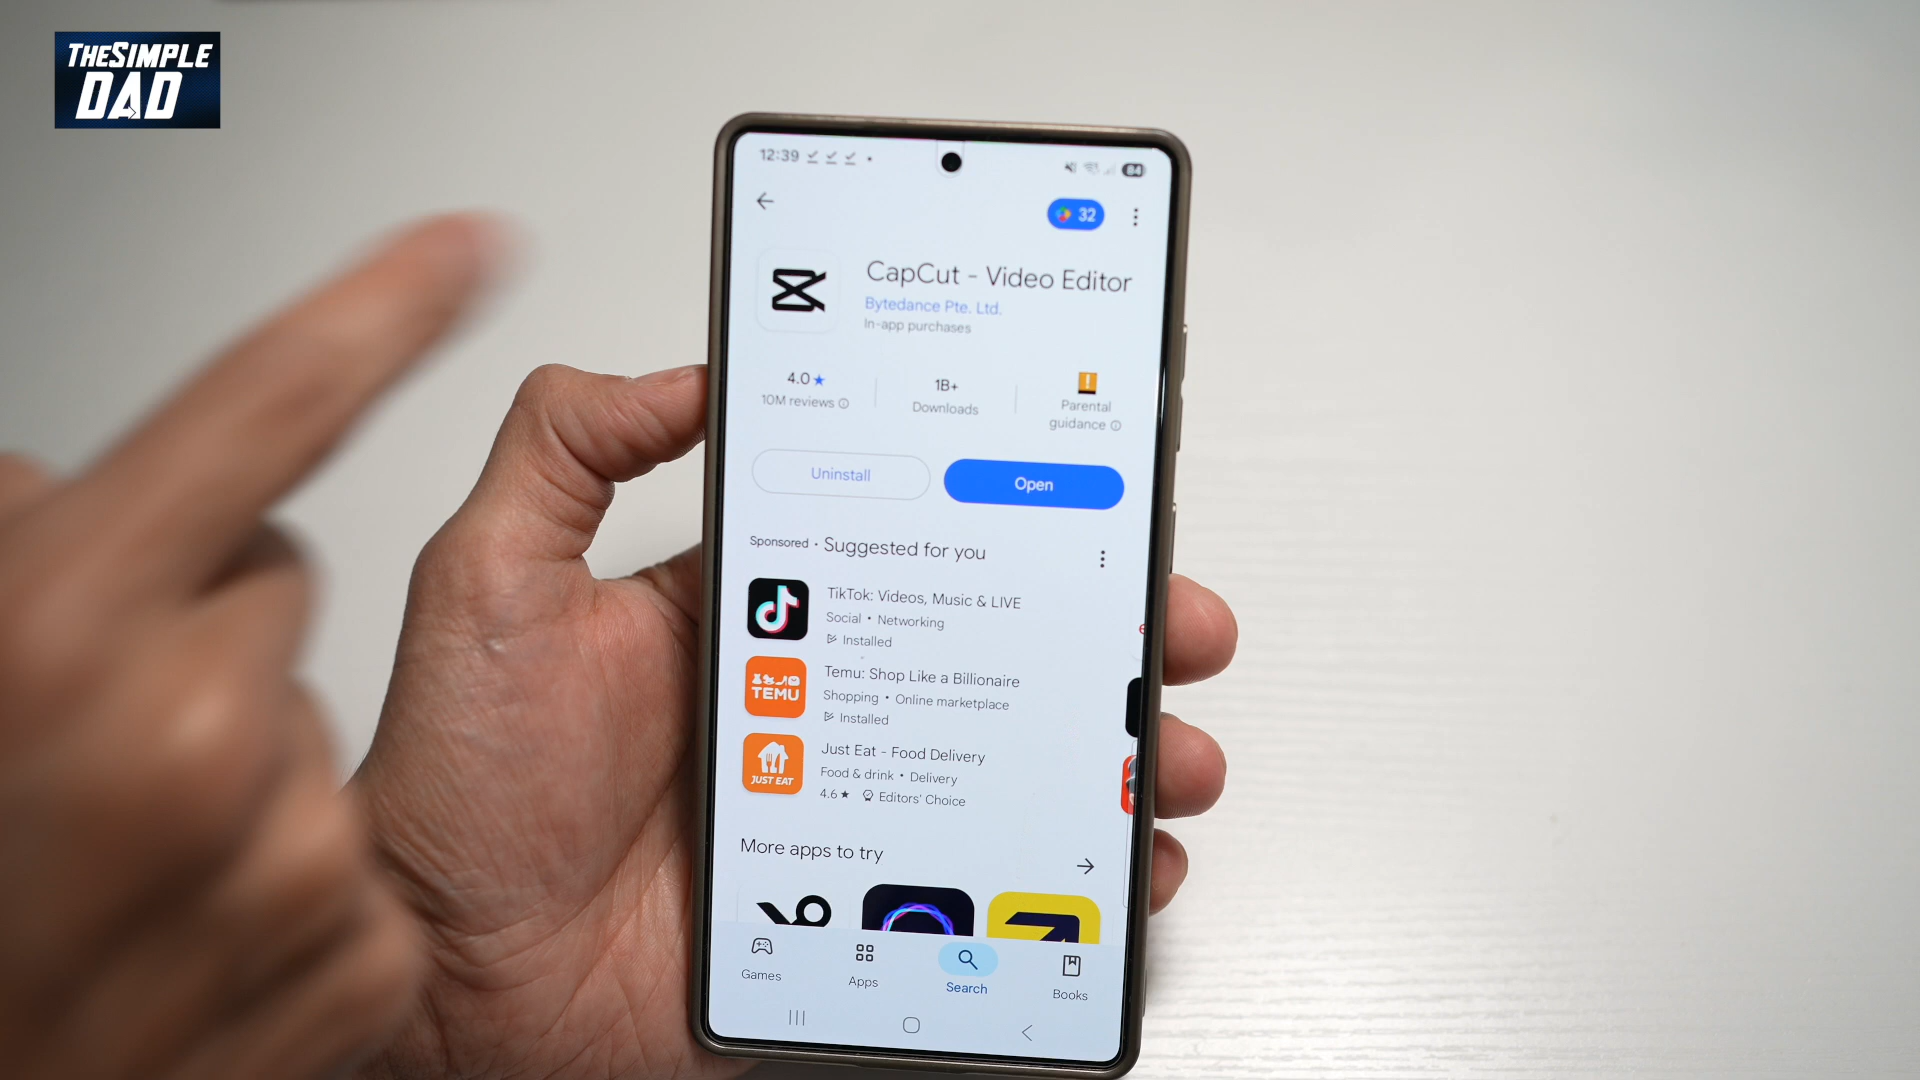 THESIMPLE
DAD
12:39
84
32
CapCut - Video Editor
Bytedance Pte. Ltd.
In-app purchases
4.0★
10M reviews
1B+
Downloads
Parental
guidance
Uninstall
Open
Sponsored • Suggested for you
TikTok: Videos, Music & LIVE
Social • Networking
Installed
TEMU
Temu: Shop Like a Billionaire
Shopping • Online marketplace
Installed
JUST EAT
Just Eat - Food Delivery
Food & drink • Delivery
4.6★ Editors' Choice
More apps to try
Games
Apps
Search
Books